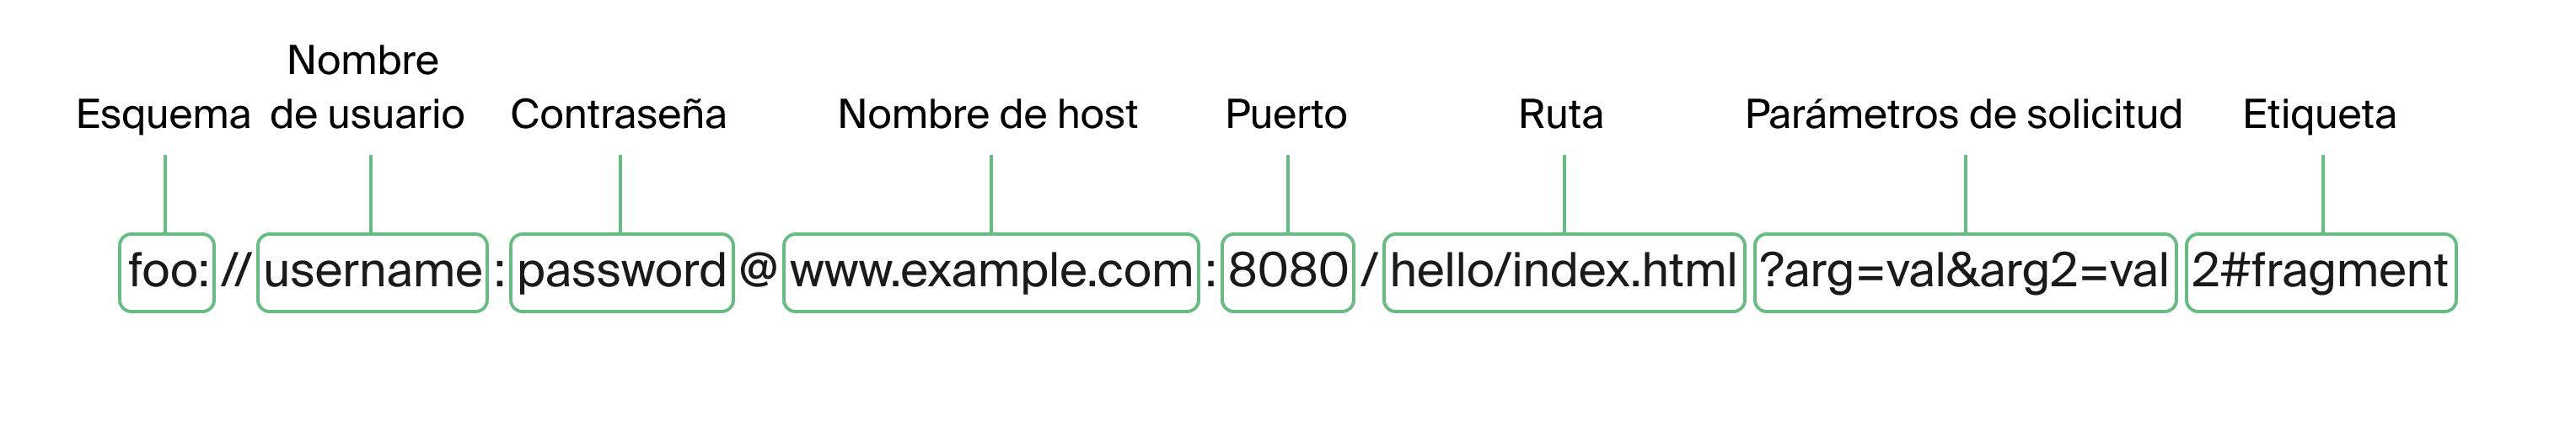 Nombre
Esquema de usuario Contraseña Nombre de host Puerto Ruta Parámetros de solicitud Etiqueta
foo: // username : password @ www.example.com : 8080 / hello/index.html ?arg=val&arg2=val 2#fragment